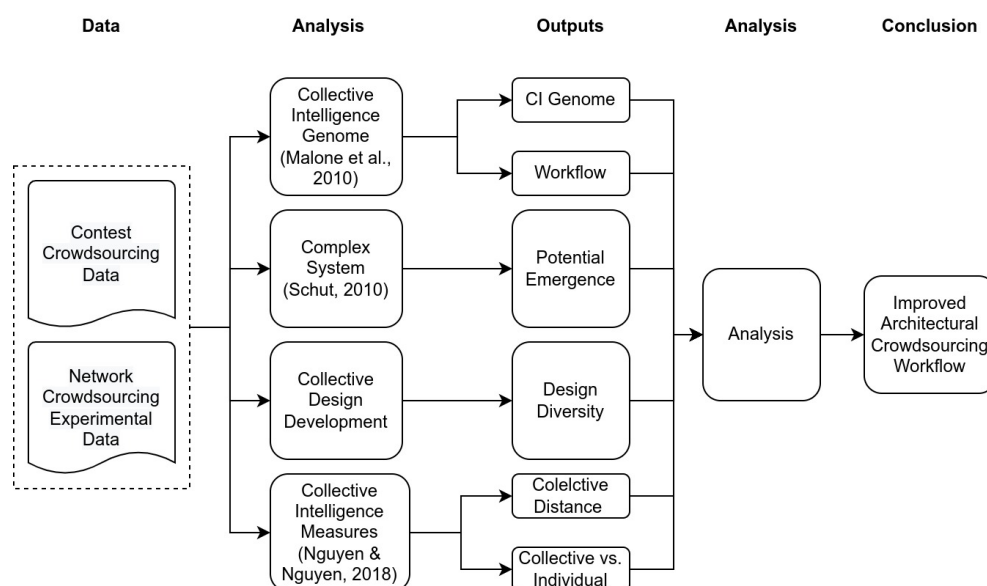 Data
Analysis
Outputs
Analysis
Conclusion
Contest
Crowdsourcing
Data
Network
Crowdsourcing
Experimental
Data
Collective
Intelligence
Genome
(Malone et al.,
2010)
Complex
System
(Schut, 2010)
Collective
Design
Development
Collective
Intelligence
Measures
(Nguyen &
Nguyen, 2018)
CI Genome
Workflow
Potential
Emergence
Design
Diversity
Colelctive
Distance
Collective vs.
Individual
Analysis
Improved
Architectural
Crowdsourcing
Workflow